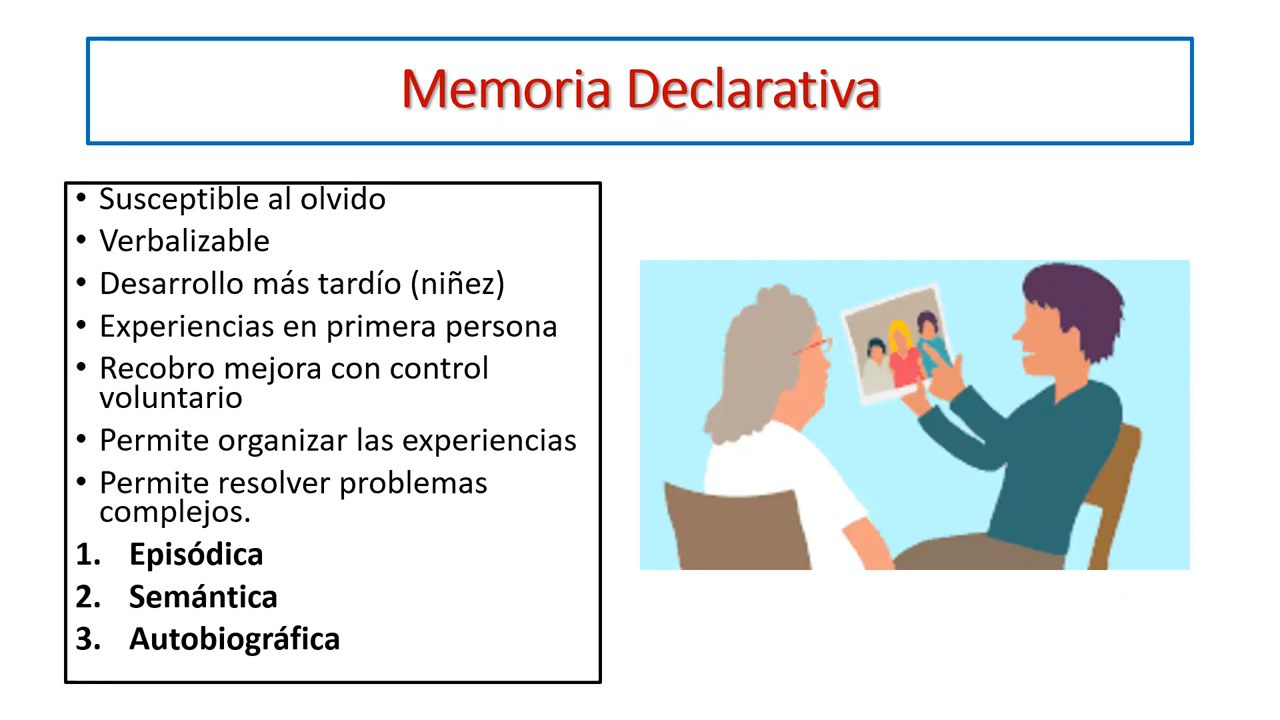 Memoria Declarativa
• Susceptible al olvido
• Verbalizable
• Desarrollo más tardío (niñez)
• Experiencias en primera persona
• Recobro mejora con control
voluntario
• Permite organizar las experiencias
• Permite resolver problemas
complejos.
1. Episódica
2. Semántica
3. Autobiográfica